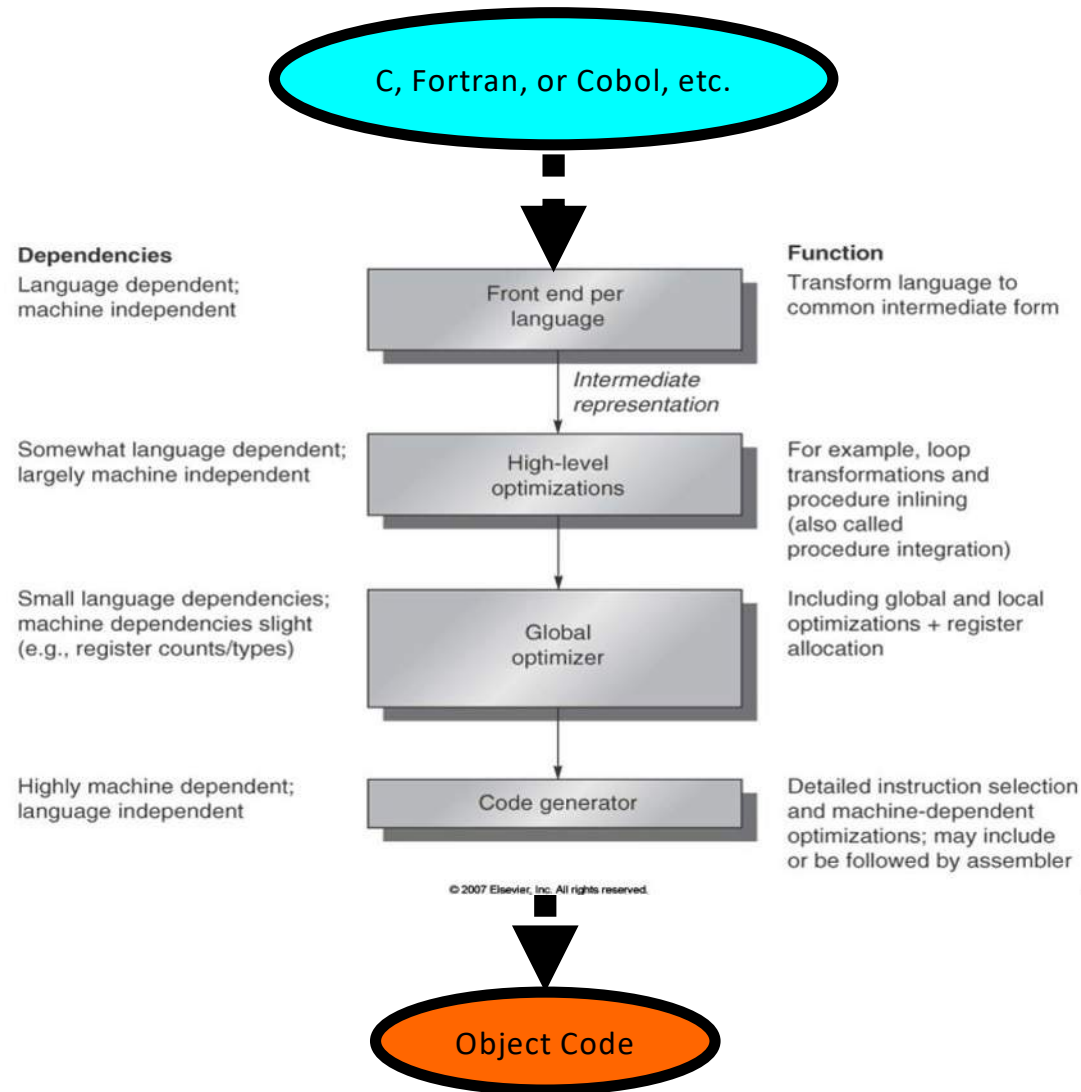 C, Fortran, or Cobol, etc.
Dependencies
Language dependent;
machine independent
Front end per
language
Function
Transform language to
common intermediate form
Intermediate
representation
Somewhat language dependent;
largely machine independent
High-level
optimizations
For example, loop
transformations and
procedure inlining
(also called
procedure integration)
Small language dependencies;
machine dependencies slight
(e.g., register counts/types)
Global
optimizer
Including global and local
optimizations + register
allocation
Highly machine dependent;
language independent
Code generator
Detailed instruction selection
and machine-dependent
optimizations; may include
or be followed by assembler
© 2007 Elsevier, Inc. All rights reserved.
Object Code